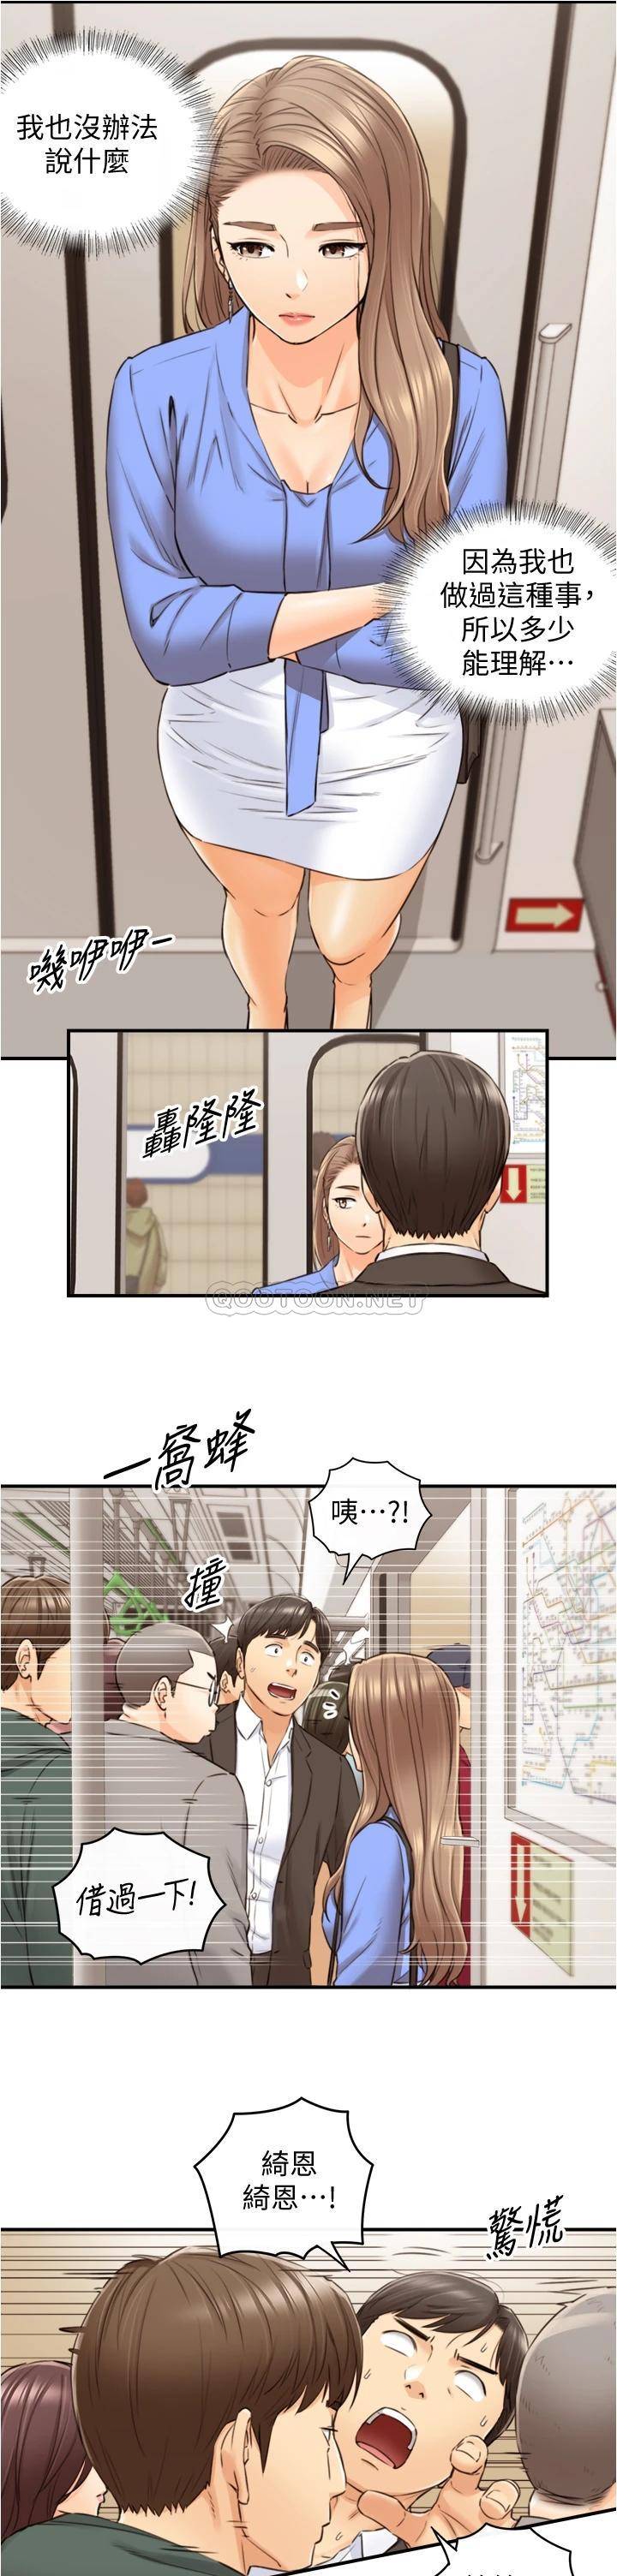 我也沒辦法
說什麼
因為我也
做過這種事，
所以多少
能理解…
嘰咿咿–
轟隆隆
QOOTOON.NET
一窩蜂
咦…?!
撞
借過一下!
綺恩
綺恩…!
驚慌